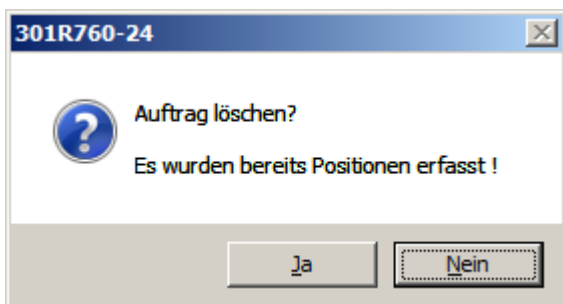 301R760-24
Auftrag löschen?
Es wurden bereits Positionen erfasst !
Ja
Nein